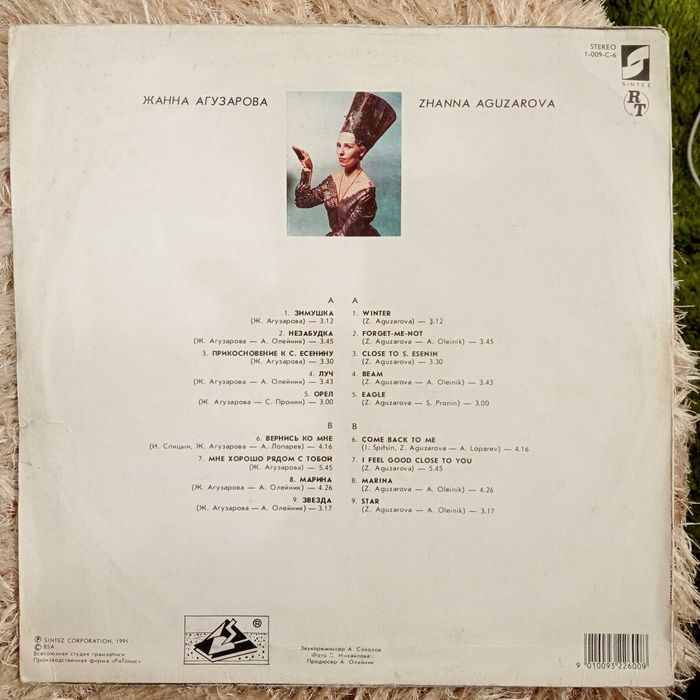 STEREO
1-009-C-6
SINTEZ
RT
ЖАННА АГУЗАРОВА
ZHANNA AGUZAROVA
A
1. ЗИМУШКА
(Ж. Агузарова) — 3.12
2. НЕЗАБУДКА
(Ж. Агузарова — А. Олейник) — 3.45
3. ПРИКОСНОВЕНИЕ К С. ЕСЕНИНУ
(Ж. Агузарова) — 3.30
4. ЛУЧ
(Ж. Агузарова — А. Олейник) — 3.43
5. ОРЕЛ
(Ж. Агузарова — С. Пронин) — 3.00
B
6. ВЕРНИСЬ КО МНЕ
(И. Спицын, Ж. Агузарова — А. Лопарев) — 4.16
7. МНЕ ХОРОШО РЯДОМ С ТОБОЙ
(Ж. Агузарова) — 5.45
8. МАРИНА
(Ж. Агузарова — А. Олейник) — 4.26
9. ЗВЕЗДА
(Ж. Агузарова — А. Олейник) — 3.17
A
1. WINTER
(Z. Aguzarova) — 3.12
2. FORGET-ME-NOT
(Z. Aguzarova — A. Oleinik) — 3.45
3. CLOSE TO S. ESENIN
(Z. Aguzarova) — 3.30
4. BEAM
(Z. Aguzarova — A. Oleinik) — 3.43
5. EAGLE
(Z. Aguzarova — S. Pronin) — 3.00
B
6. COME BACK TO ME
(I. Spitsin, Z. Aguzarova — A. Loparev) — 4.16
7. I FEEL GOOD CLOSE TO YOU
(Z. Aguzarova) — 5.45
8. MARINA
(Z. Aguzarova — A. Oleinik) — 4.26
9. STAR
(Z. Aguzarova — A. Oleinik) — 3.17
℗ SINTEZ CORPORATION, 1991
© BSA
Всесоюзная студия грамзаписи
Производственная фирма «РиТонис»
®
Звукорежиссер А. Соколов
Фото С. Михайлова
Продюсер А. Олейник
9 010093 226009